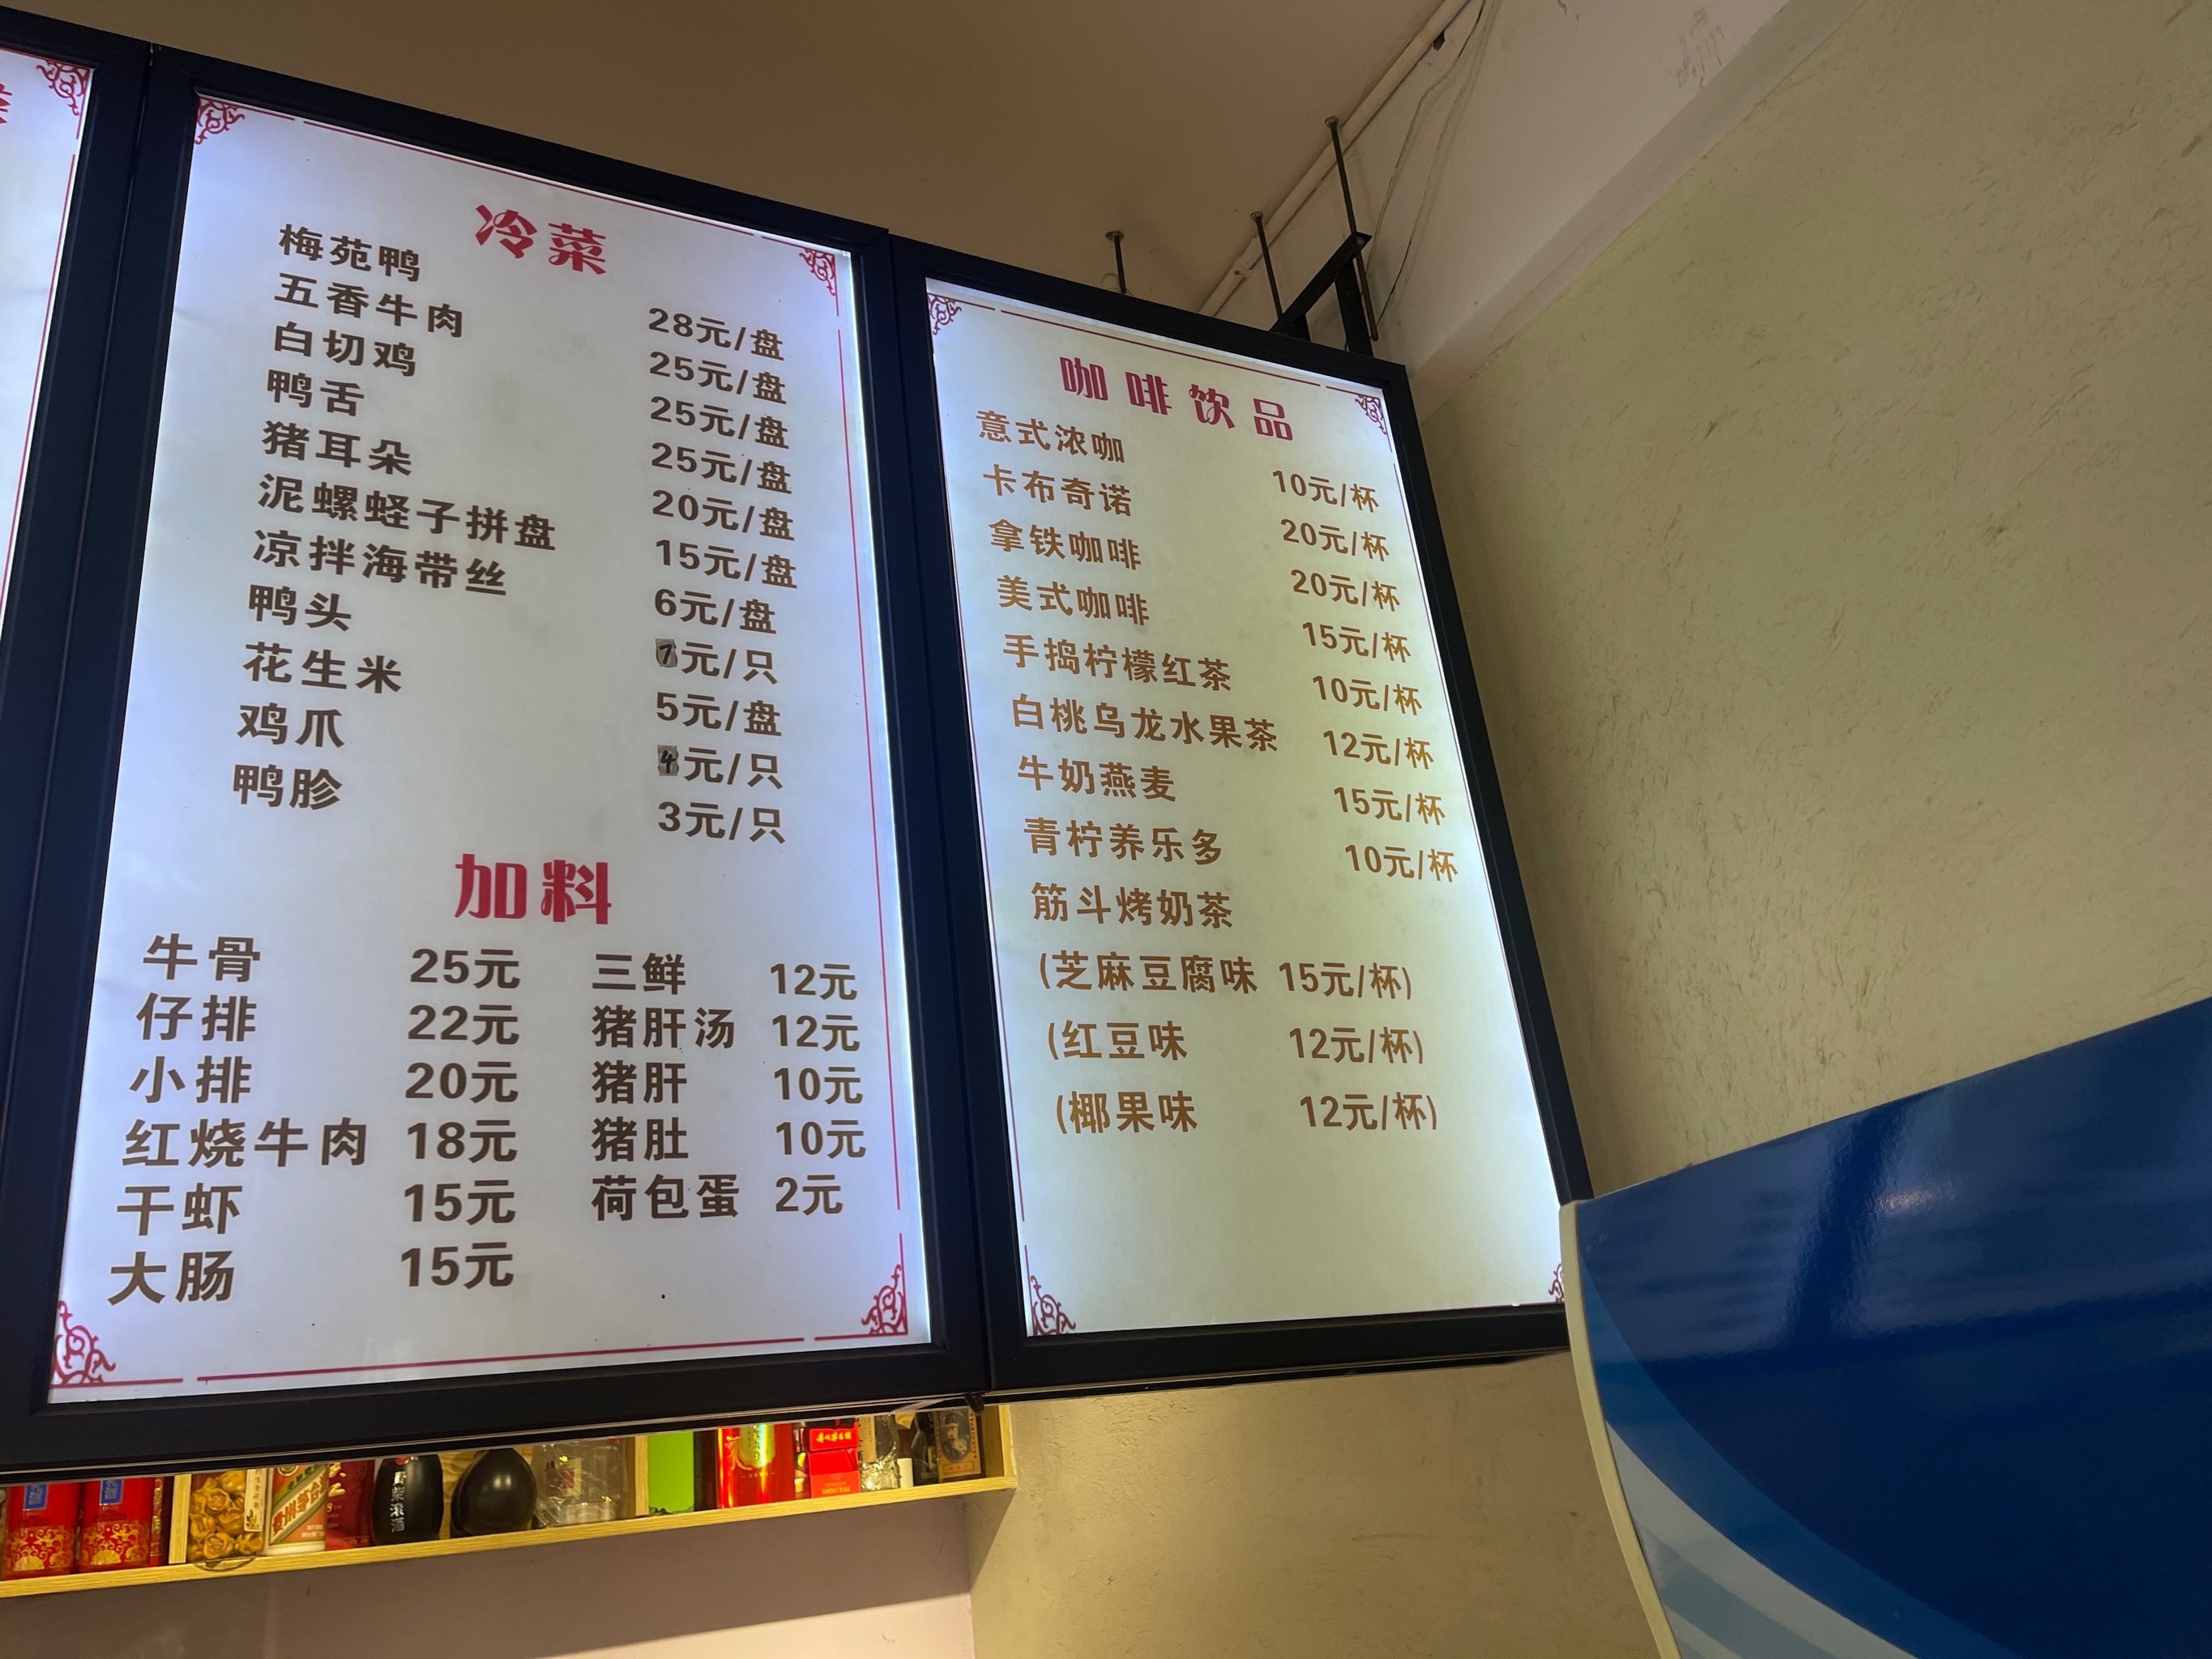 冷菜
梅苑鸭 28元/盘
五香牛肉 25元/盘
白切鸡 25元/盘
鸭舌 25元/盘
猪耳朵 20元/盘
泥螺蛏子拼盘 15元/盘
凉拌海带丝 6元/盘
鸭头 7元/只
花生米 5元/盘
鸡爪 4元/只
鸭胗 3元/只
加料
牛骨 25元 三鲜 12元
仔排 22元 猪肝汤 12元
小排 20元 猪肝 10元
红烧牛肉 18元 猪肚 10元
干虾 15元 荷包蛋 2元
大肠 15元
咖啡饮品
意式浓咖 10元/杯
卡布奇诺 20元/杯
拿铁咖啡 20元/杯
美式咖啡 15元/杯
手捣柠檬红茶 10元/杯
白桃乌龙水果茶 12元/杯
牛奶燕麦 15元/杯
青柠养乐多 10元/杯
筋斗烤奶茶
(芝麻豆腐味 15元/杯)
(红豆味 12元/杯)
(椰果味 12元/杯)